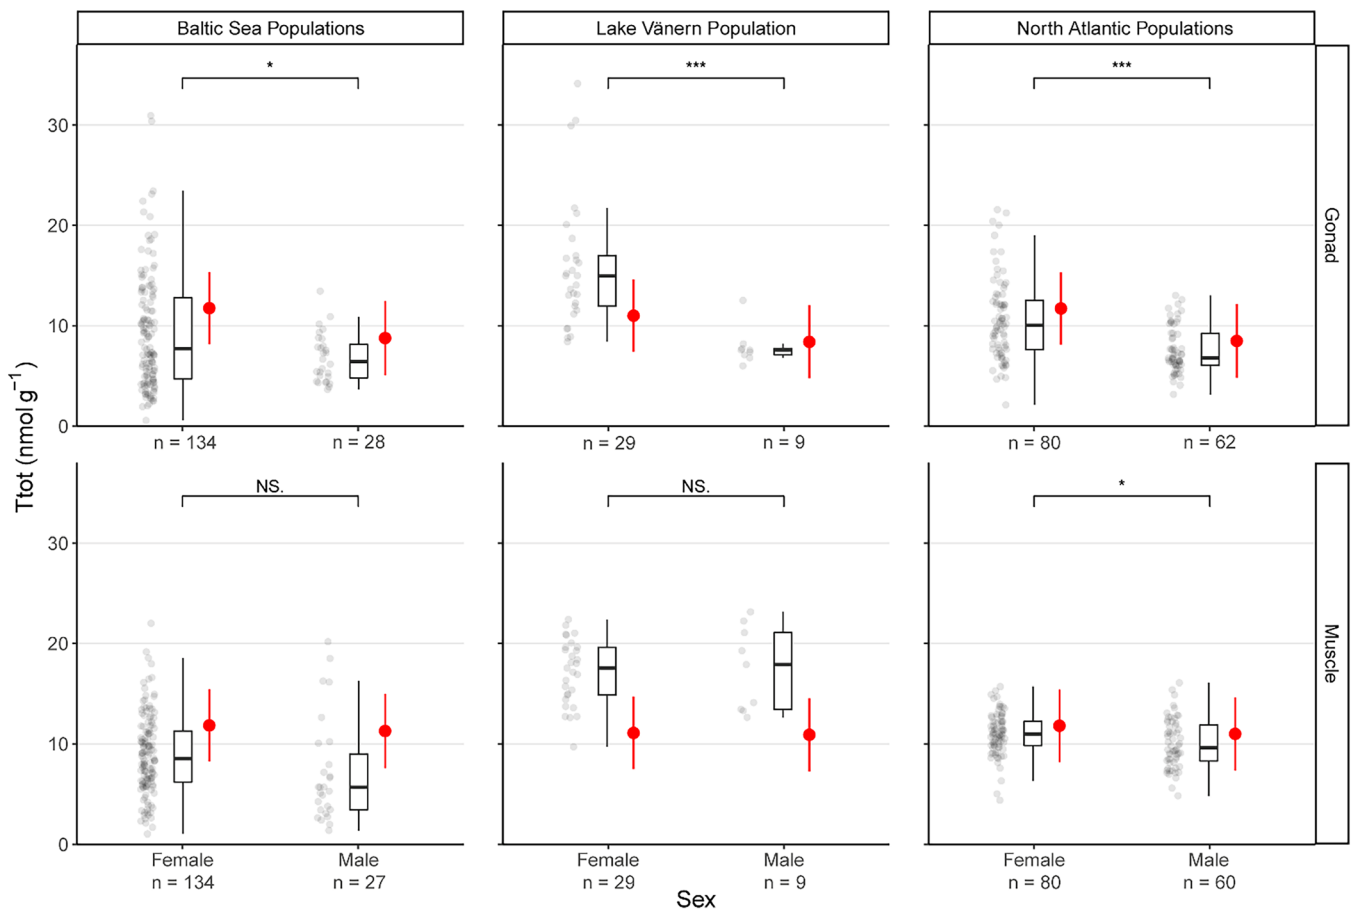 Baltic Sea Populations
Lake Vänern Population
North Atlantic Populations
*
***
***
30
20
10
0
Gonad
n = 134
n = 28
n = 29
n = 9
n = 80
n = 62
Ttot (nmol g⁻¹)
NS.
NS.
*
30
20
10
0
Muscle
Female
Male
Female
Male
Female
Male
n = 134
n = 27
n = 29
n = 9
n = 80
n = 60
Sex